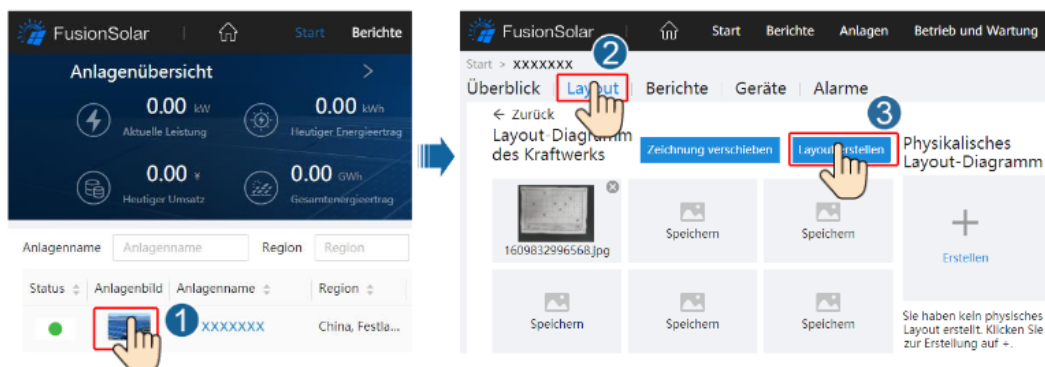 FusionSolar
Start Berichte
Anlagenübersicht >
0.00 kW
Aktuelle Leistung
0.00 kWh
Heutiger Energieertrag
0.00 ¥
Heutiger Umsatz
0.00 GWh
Gesamtenergieertrag
Anlagenname Anlagenname Region Region
Status Anlagenbild Anlagenname Region
1 xxxxxxx China, Festla...
FusionSolar Start Berichte Anlagen Betrieb und Wartung
Start > XXXXXXX
2
Überblick Layout Berichte Geräte Alarme
← Zurück
Layout-Diagramm
des Kraftwerks
Zeichnung verschieben
3
Layout erstellen
Physikalisches
Layout-Diagramm
1609832996568.jpg
Speichern
Speichern
+
Erstellen
Speichern
Speichern
Speichern
Sie haben kein physisches
Layout erstellt. Klicken Sie
zur Erstellung auf +.